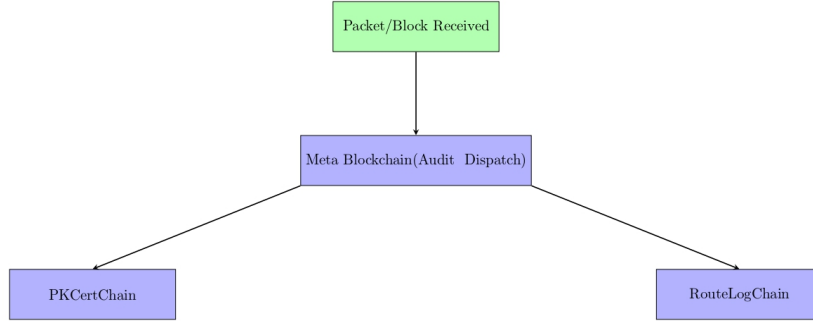 Packet/Block Received
Meta Blockchain(Audit Dispatch)
PKCertChain
RouteLogChain